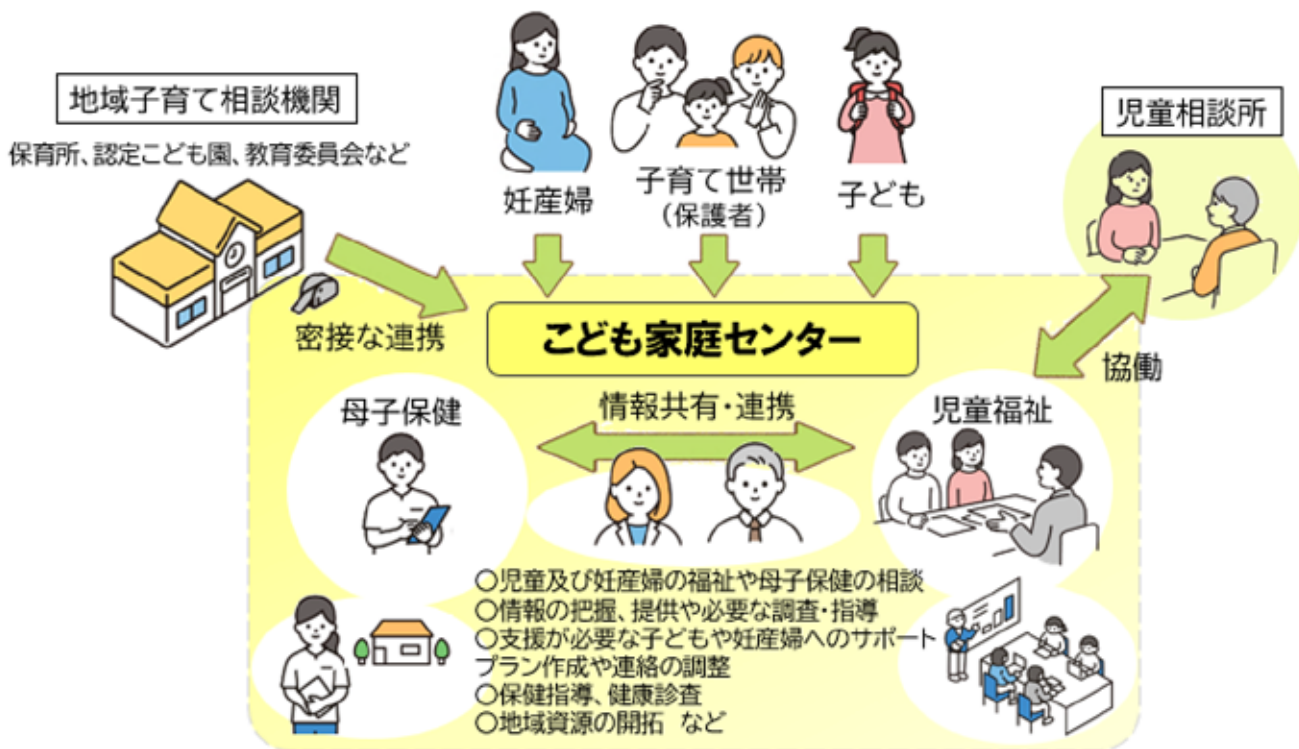 地域子育て相談機関
保育所、認定こども園、教育委員会など
妊産婦
子育て世帯
（保護者）
子ども
児童相談所
密接な連携
こども家庭センター
協働
母子保健
情報共有・連携
児童福祉
○児童及び妊産婦の福祉や母子保健の相談
○情報の把握、提供や必要な調査・指導
○支援が必要な子どもや妊産婦へのサポート
プラン作成や連絡の調整
○保健指導、健康診査
○地域資源の開拓 など